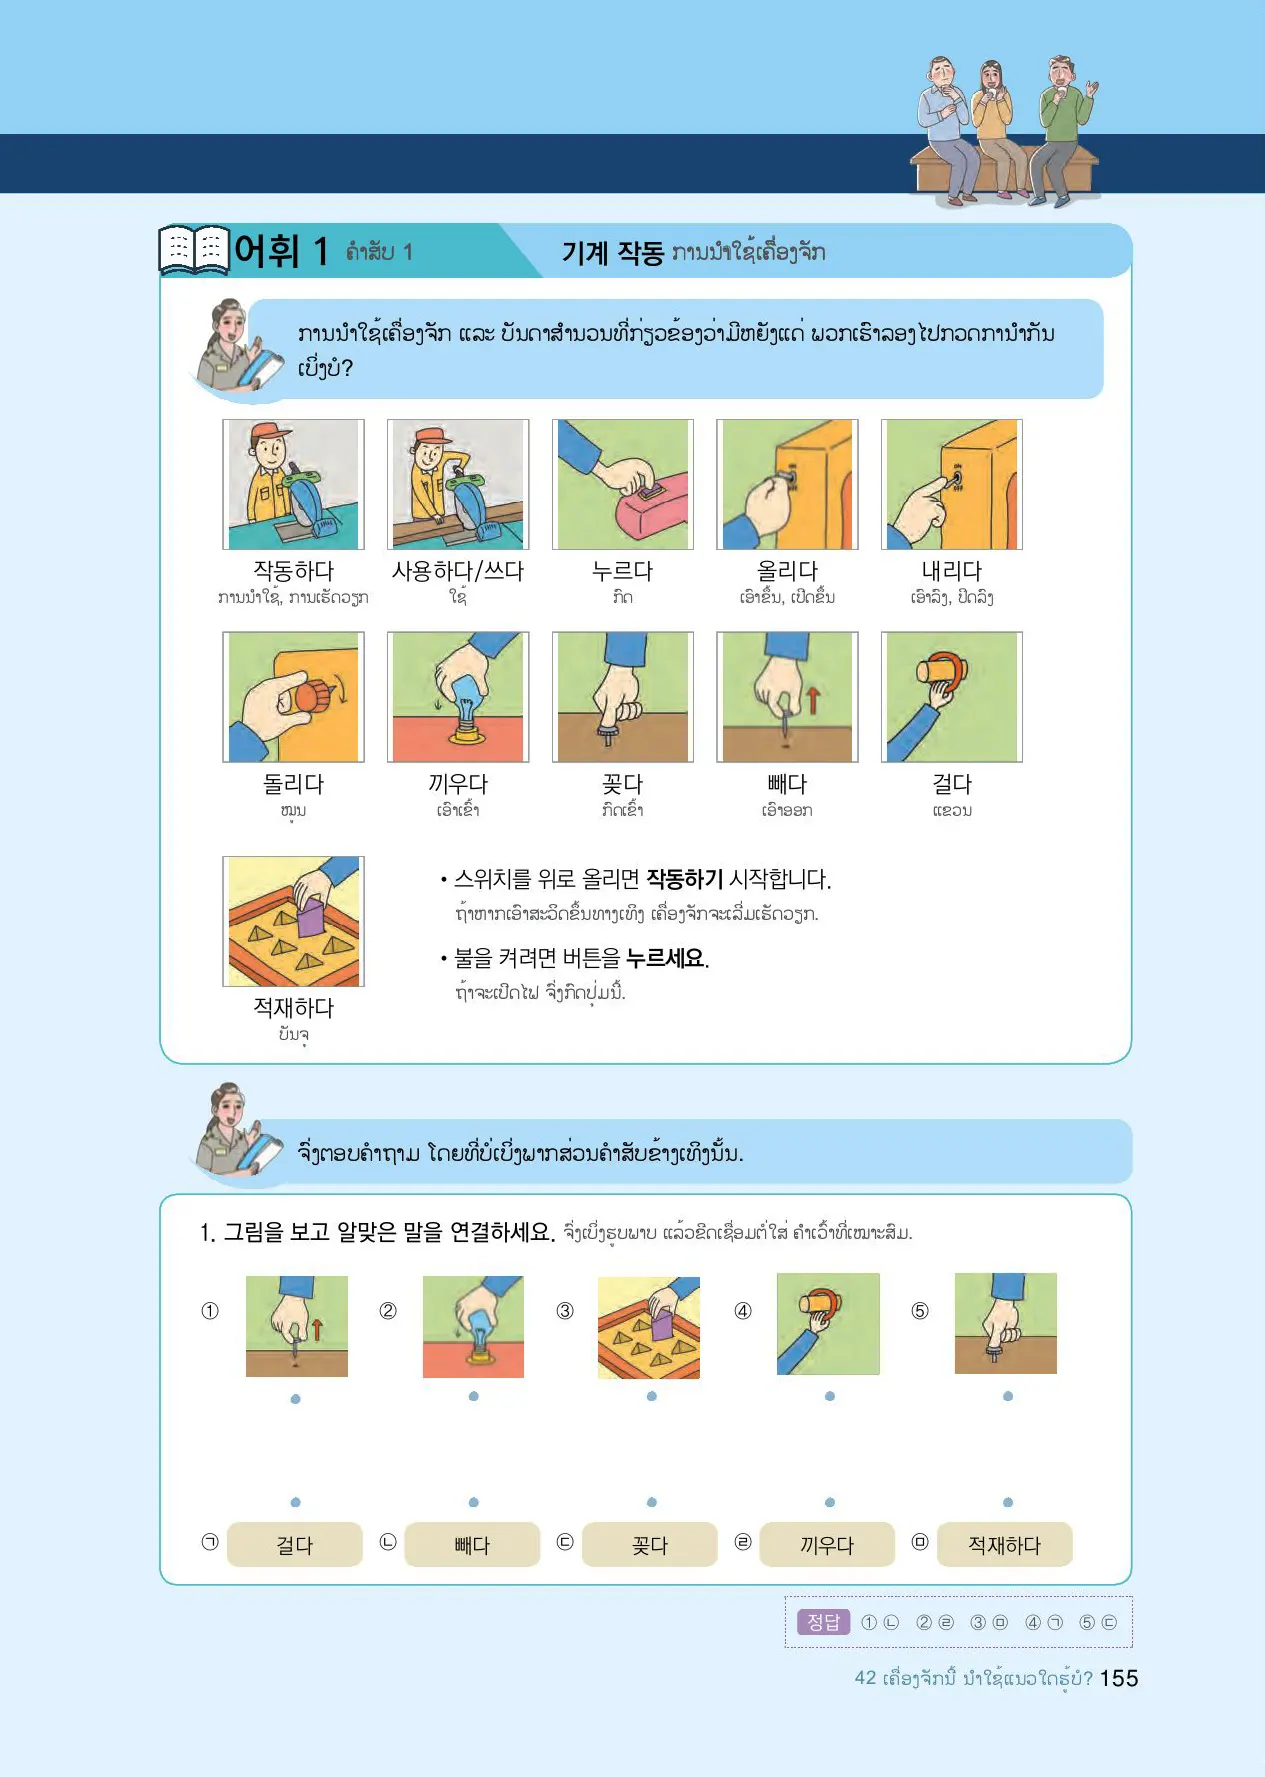 어휘 1 ຄຳສັບ 1
기계 작동 ການນຳໃຊ້ເຄື່ອງຈັກ
ການນຳໃຊ້ເຄື່ອງຈັກ ແລະ ບັນດາສຳນວນທີ່ກ່ຽວຂ້ອງວ່າມີຫຍັງແດ່ ພວກເຮົາລອງໄປກວດການຳກັນ
ເບິ່ງບໍ?
작동하다 사용하다/쓰다 누르다 올리다 내리다
ການນຳໃຊ້, ການເຮັດວຽກ ໃຊ້ ກົດ ເອົາຂຶ້ນ, ເປີດຂຶ້ນ ເອົາລົງ, ປິດລົງ
돌리다 끼우다 꽂다 빼다 걸다
ໝູນ ເອົາເຂົ້າ ກົດເຂົ້າ ເອົາອອກ ແຂວນ
• 스위치를 위로 올리면 작동하기 시작합니다.
ຖ້າຫາກເອົາສະວິດຂຶ້ນທາງເທິງ ເຄື່ອງຈັກຈະເລີ່ມເຮັດວຽກ.
• 불을 켜려면 버튼을 누르세요.
ຖ້າຈະເປີດໄຟ ຈົ່ງກົດປຸ່ມນີ້.
적재하다
ບັນຈຸ
ຈົ່ງຕອບຄຳຖາມ ໂດຍທີ່ບໍ່ເບິ່ງພາກສ່ວນຄຳສັບຂ້າງເທິງນັ້ນ.
1. 그림을 보고 알맞은 말을 연결하세요. ຈົ່ງເບິ່ງຮູບພາບ ແລ້ວຂີດເຊື່ອມຕໍ່ໃສ່ ຄຳເວົ້າທີ່ເໝາະສົມ.
① ② ③ ④ ⑤
㉠ 걸다 ㉡ 빼다 ㉢ 꽂다 ㉣ 끼우다 ㉤ 적재하다
정답 ① ㉡ ② ㉣ ③ ㉤ ④ ㉠ ⑤ ㉢
42 ເຄື່ອງຈັກນີ້ ນຳໃຊ້ແນວໃດຮູ້ບໍ? 155